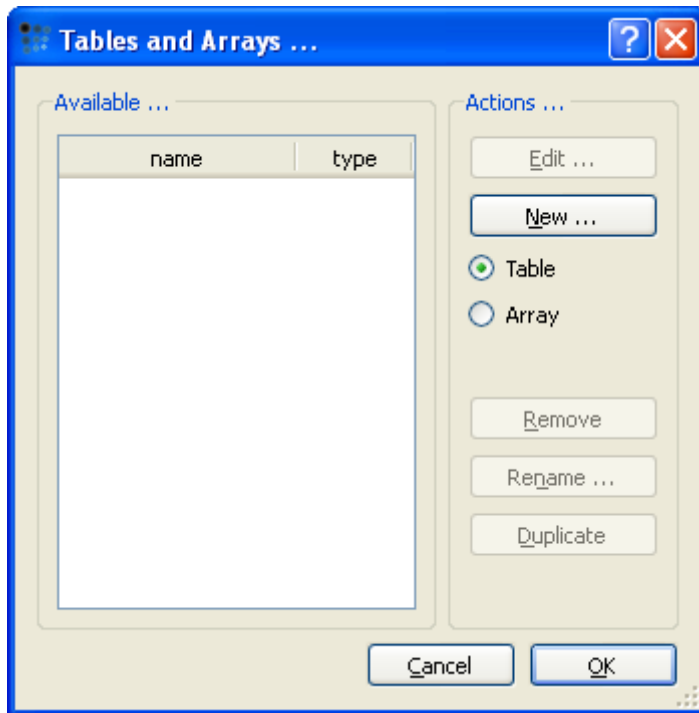 Tables and Arrays ...
Available ...
name type
Actions ...
Edit ...
New ...
Table
Array
Remove
Rename ...
Duplicate
Cancel OK